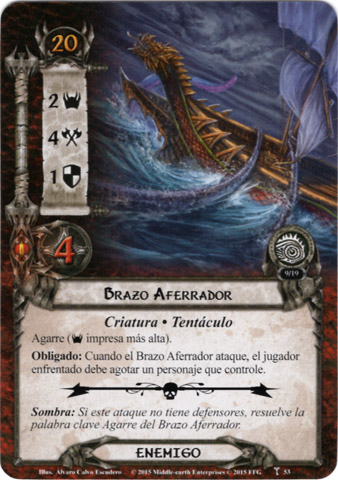 20
2
4
1
4
9/19
Brazo Aferrador
Criatura • Tentáculo
Agarre ( impresa más alta).
Obligado: Cuando el Brazo Aferrador ataque, el jugador
enfrentado debe agotar un personaje que controle.
Sombra: Si este ataque no tiene defensores, resuelve la
palabra clave Agarre del Brazo Aferrador.
ENEMIGO
Illus. Alvaro Calvo Escudero © 2015 Middle-earth Enterprises © 2015 FFG 53